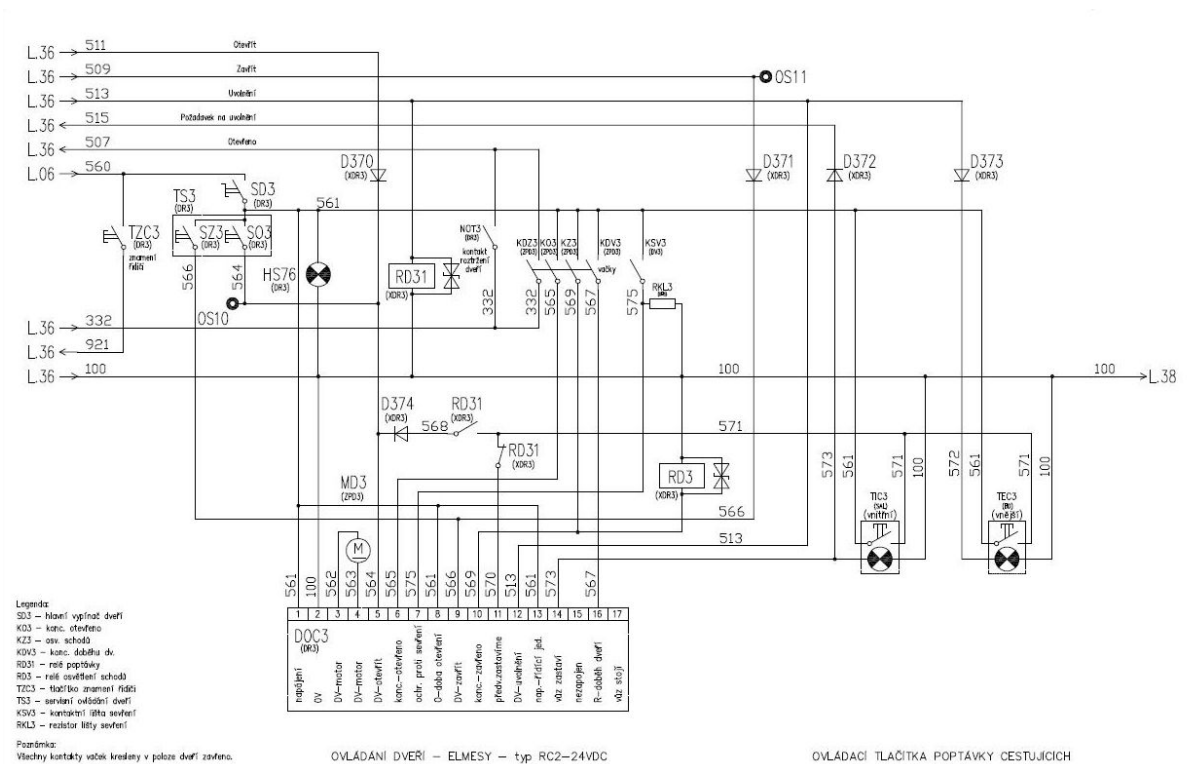 L.36 511 Otevřít
L.36 509 Zavřít OS11
L.36 513 Uvolnění
L.36 515 Požadavek na uvolnění
L.36 507 Otevřeno
L.06 560
D370 (XDR3)
D371 (XDR3)
D372 (XDR3)
D373 (XDR3)
SD3 (DR3)
TS3 (DR3)
561
TZC3 (DR3) znamení řidiči
SZ3 (DR3)
SO3 (DR3)
566
564
HS76 (DR3)
OS10
RD31 (XDR3)
NOT3 (DR3) kontakt roztržení dveří
332
KDZ3 (ZPD3)
KO3 (ZPD3)
KZ3 (ZPD3)
KDV3 (ZPD3)
vačky
KSV3 (DV3)
332
565
569
567
575
RKL3
L.36 332
L.36 921
L.36 100
100
100
L.38
D374 (XDR3)
568
RD31 (XDR3)
571
RD31 (XDR3)
MD3 (ZPD3)
RD3 (XDR3)
566
513
573
561
571
100
572
561
571
100
TIC3 (SAL) (vnitřní)
TEC3 (vnější)
M
561
100
562
563
564
565
575
561
566
569
570
513
561
573
567
1 2 3 4 5 6 7 8 9 10 11 12 13 14 15 16 17
DOC3 (DR3)
napájení
0V
DV-motor
DV-motor
DV-otevřít
konc.-otevřeno
ochr. proti sevření
O-doba otevření
DV-zavřít
konc.-zavřeno
předv.zastavíme
DV-uvolnění
nap.-řídící jed.
vůz zastaví
nezapojen
R-doběh dveří
vůz stojí
Legenda:
SD3 - hlavní vypínač dveří
KO3 - konc. otevřeno
KZ3 - osv. schodů
KDV3 - konc. doběhu dv.
RD31 - relé poptávky
RD3 - relé osvětlení schodů
TZC3 - tlačítko znamení řidiči
TS3 - servisní ovládání dveří
KSV3 - kontaktní lišta sevření
RKL3 - rezistor lišty sevření
Poznámka:
Všechny kontakty vaček kresleny v poloze dveří zavřeno.
OVLÁDÁNÍ DVEŘÍ - ELMESY - typ RC2-24VDC
OVLÁDACÍ TLAČÍTKA POPTÁVKY CESTUJÍCÍCH